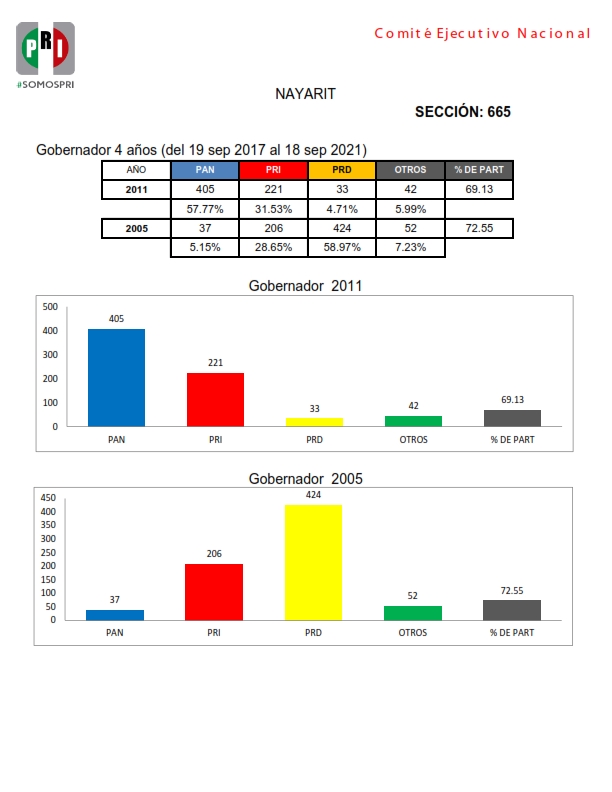 PRI
#SOMOSPRI
Comité Ejecutivo Nacional
NAYARIT
SECCIÓN: 665
Gobernador 4 años (del 19 sep 2017 al 18 sep 2021)
AÑO PAN PRI PRD OTROS % DE PART
2011 405 221 33 42 69.13
57.77% 31.53% 4.71% 5.99%
2005 37 206 424 52 72.55
5.15% 28.65% 58.97% 7.23%
Gobernador 2011
500
400
300
200
100
0
405
221
33
42
69.13
PAN PRI PRD OTROS % DE PART
Gobernador 2005
450
400
350
300
250
200
150
100
50
0
37
206
424
52
72.55
PAN PRI PRD OTROS % DE PART